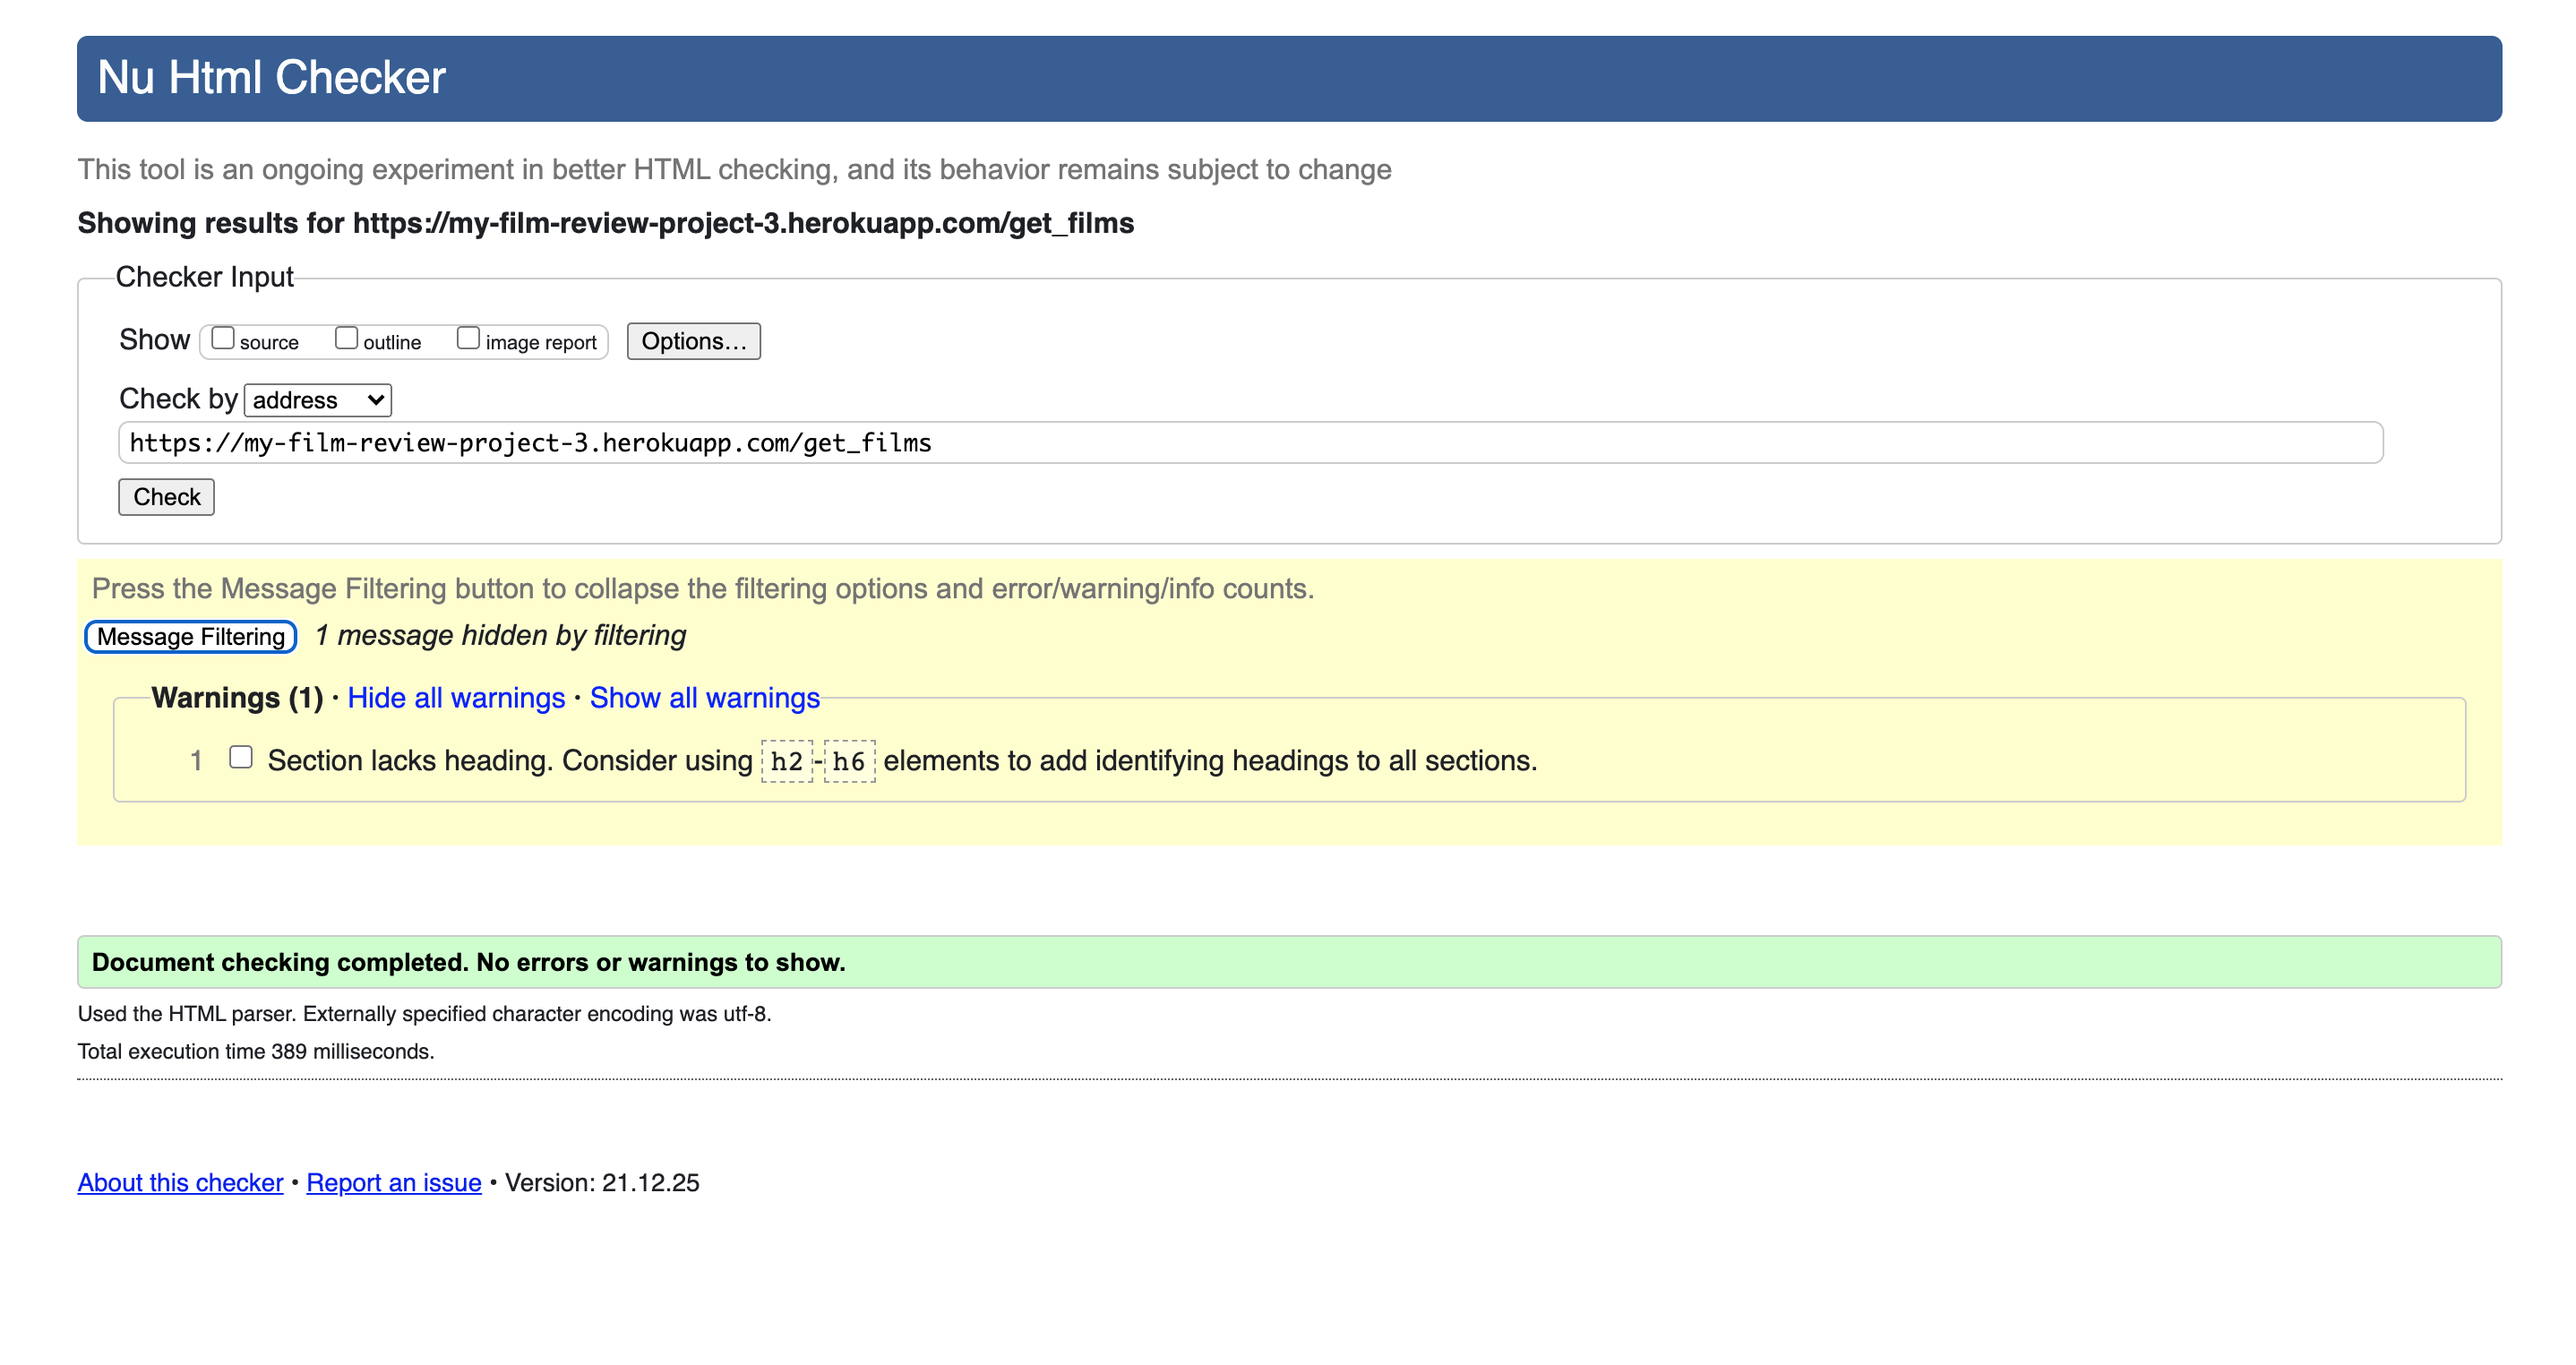 Nu Html Checker
This tool is an ongoing experiment in better HTML checking, and its behavior remains subject to change
Showing results for https://my-film-review-project-3.herokuapp.com/get_films
Checker Input
Show source outline image report Options...
Check by address
https://my-film-review-project-3.herokuapp.com/get_films
Check
Press the Message Filtering button to collapse the filtering options and error/warning/info counts.
Message Filtering 1 message hidden by filtering
Warnings (1) · Hide all warnings · Show all warnings
1 Section lacks heading. Consider using h2-h6 elements to add identifying headings to all sections.
Document checking completed. No errors or warnings to show.
Used the HTML parser. Externally specified character encoding was utf-8.
Total execution time 389 milliseconds.
About this checker • Report an issue • Version: 21.12.25